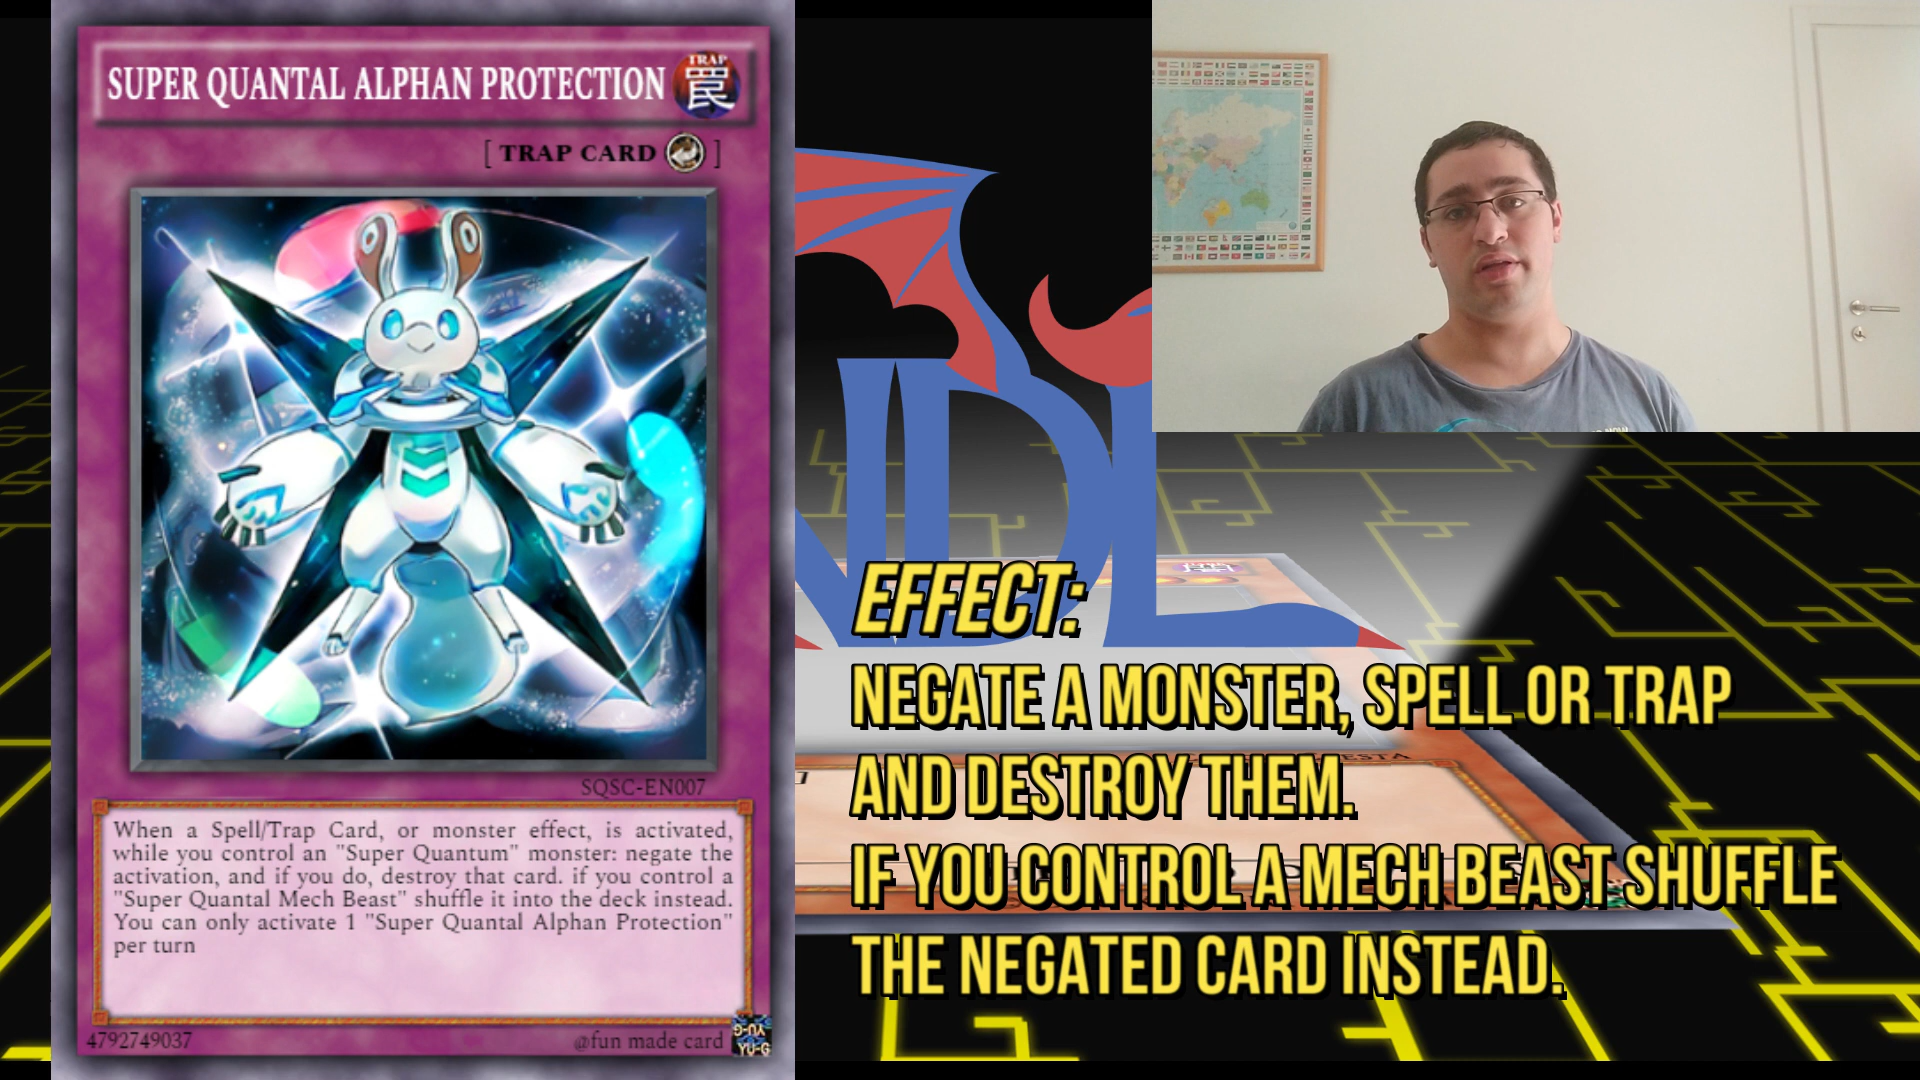 SUPER QUANTAL ALPHAN PROTECTION
TRAP
罠
[ TRAP CARD ]
SQSC-EN007
When a Spell/Trap Card, or monster effect, is activated,
while you control an "Super Quantum" monster: negate the
activation, and if you do, destroy that card. if you control a
"Super Quantal Mech Beast" shuffle it into the deck instead.
You can only activate 1 "Super Quantal Alphan Protection"
per turn
4792749037
@fun made card
EFFECT:
NEGATE A MONSTER, SPELL OR TRAP
AND DESTROY THEM.
IF YOU CONTROL A MECH BEAST SHUFFLE
THE NEGATED CARD INSTEAD.